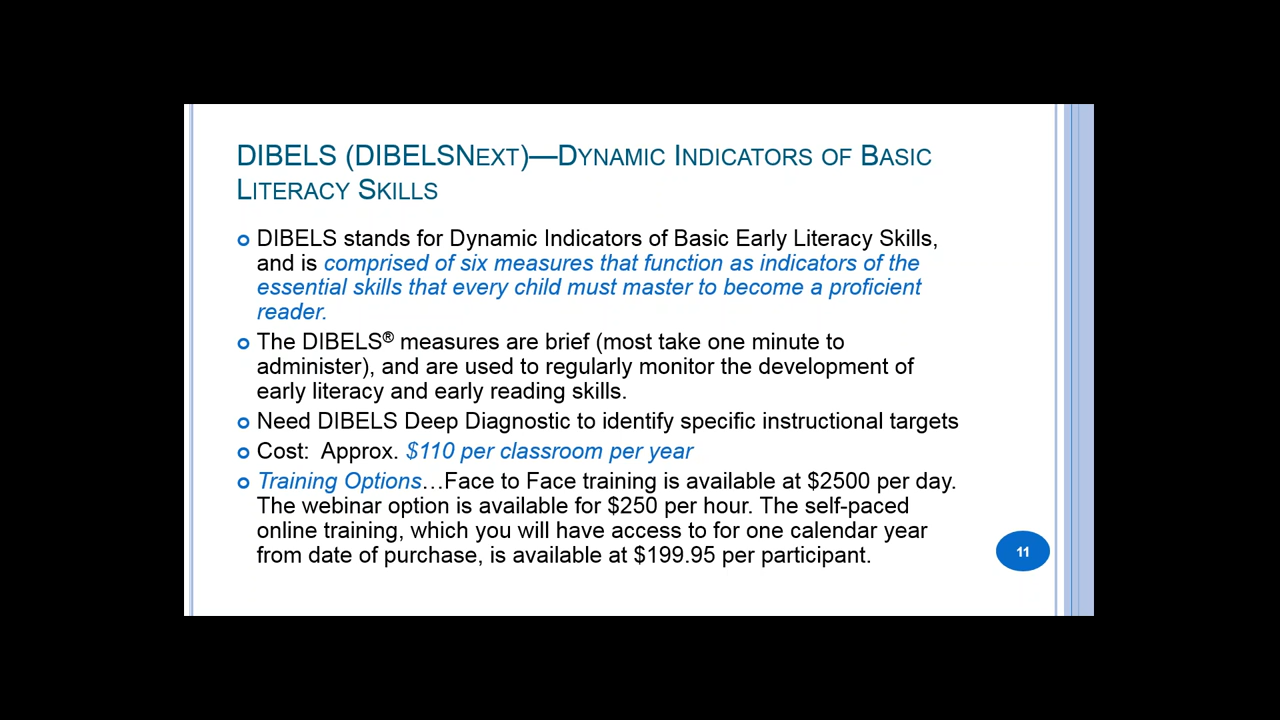 DIBELS (DIBELSNEXT)—DYNAMIC INDICATORS OF BASIC
LITERACY SKILLS
DIBELS stands for Dynamic Indicators of Basic Early Literacy Skills,
and is comprised of six measures that function as indicators of the
essential skills that every child must master to become a proficient
reader.
The DIBELS® measures are brief (most take one minute to
administer), and are used to regularly monitor the development of
early literacy and early reading skills.
Need DIBELS Deep Diagnostic to identify specific instructional targets
Cost: Approx. $110 per classroom per year
Training Options…Face to Face training is available at $2500 per day.
The webinar option is available for $250 per hour. The self-paced
online training, which you will have access to for one calendar year
from date of purchase, is available at $199.95 per participant.
11